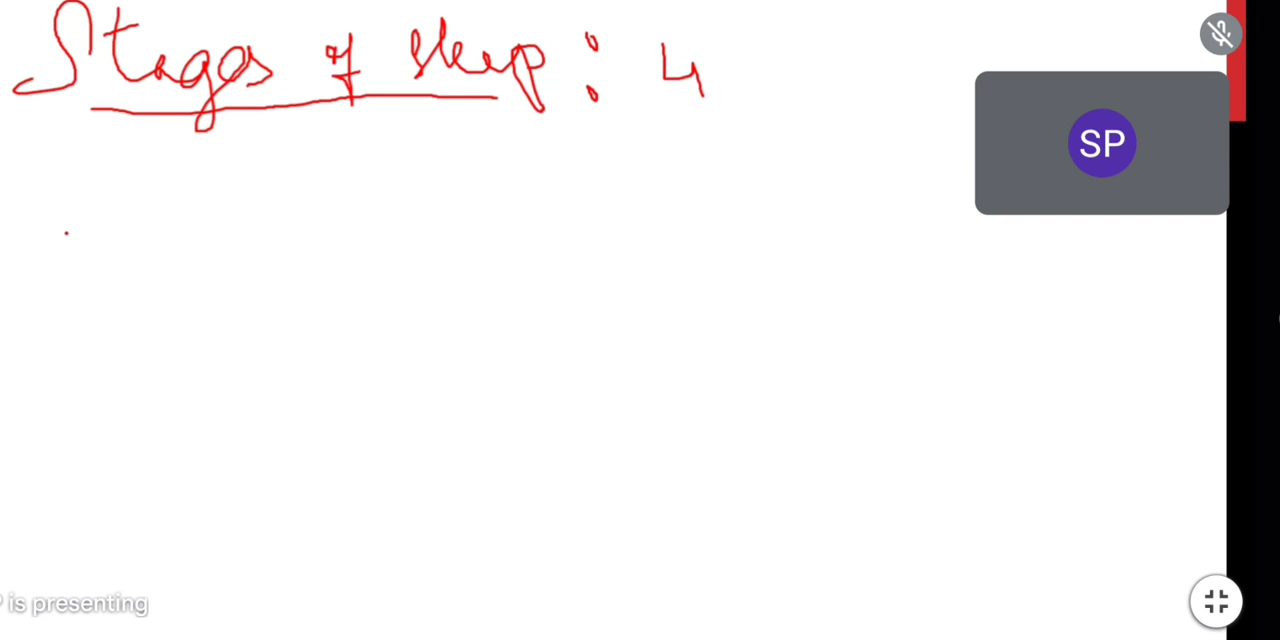 Stages of sleep : 4
SP
is presenting